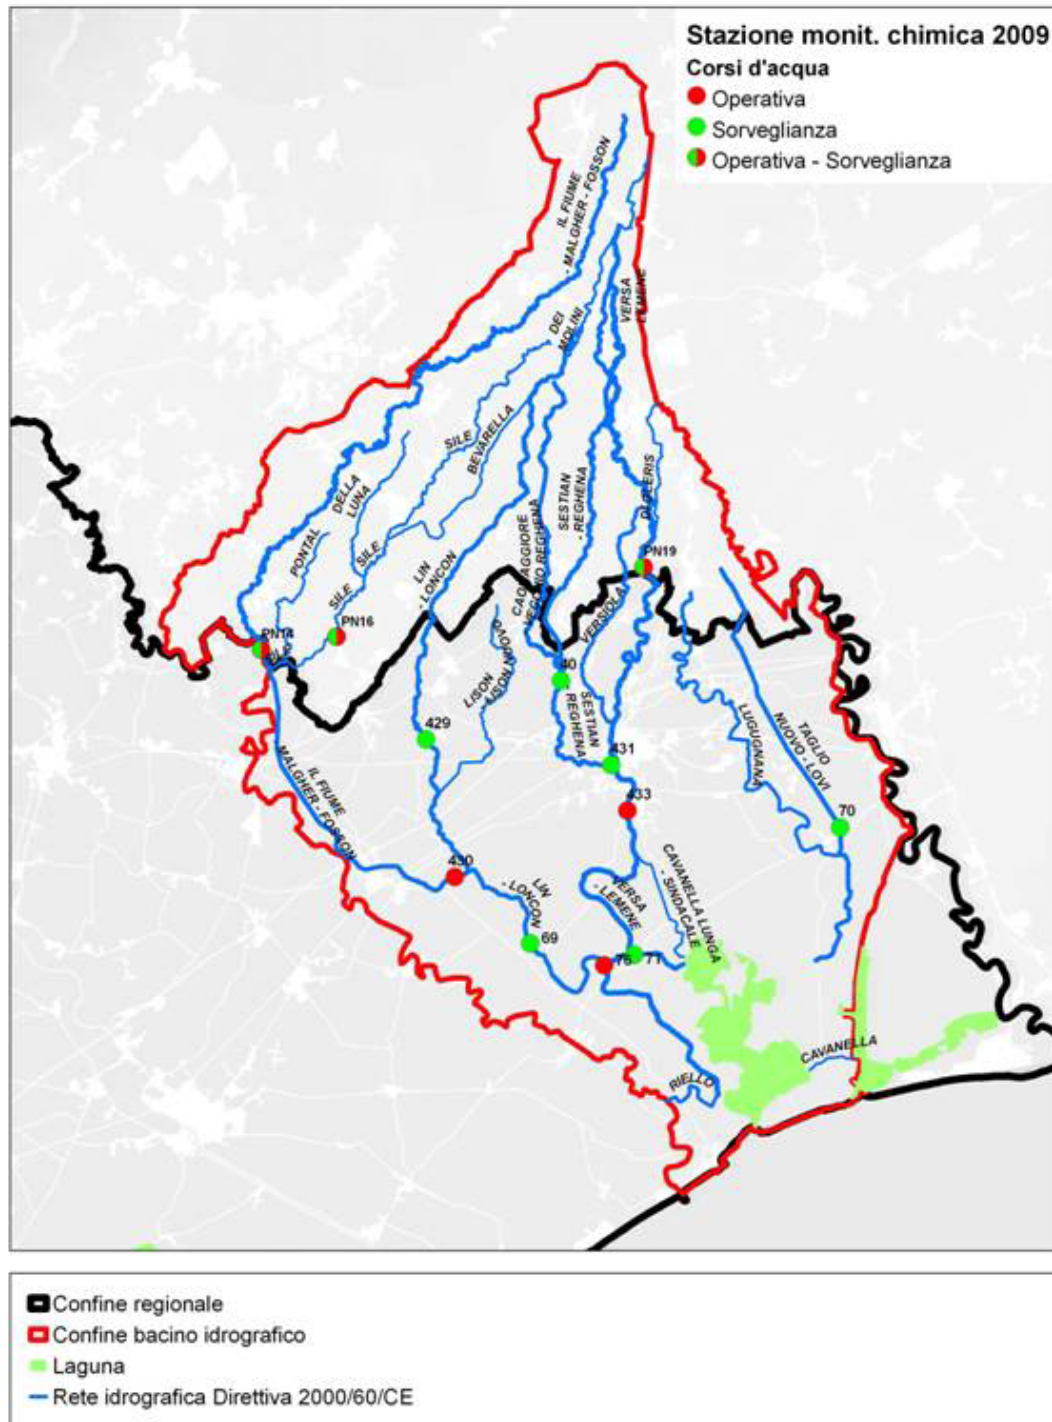 Stazione monit. chimica 2009
Corsi d'acqua
Operativa
Sorveglianza
Operativa - Sorveglianza
IL FIUME
- MALGHER - FOSSON
VERSA
LEMENE
DEI
MOLINI
SILE
BEVARELLA
DELLA
LUNA
PONTAL
SESTIAN
- REGHENA
CAOMAGGIORE
VECCHIO REGHENA
LIN
- LONCON
SILE
SILE
PN19
PN16
PN14
VERSIOLA
LISON
40
SESTIAN
- REGHENA
429
431
433
LUGUGNANA
TAGLIO
NUOVO - LOVI
70
IL FIUME
MALGHER - FOSSON
430
LIN
- LONCON
VERSA
- LEMENE
CAVANELLA LUNGA
- SINDACALE
69
76
71
CAVANELLA
RIELLO
Confine regionale
Confine bacino idrografico
Laguna
Rete idrografica Direttiva 2000/60/CE